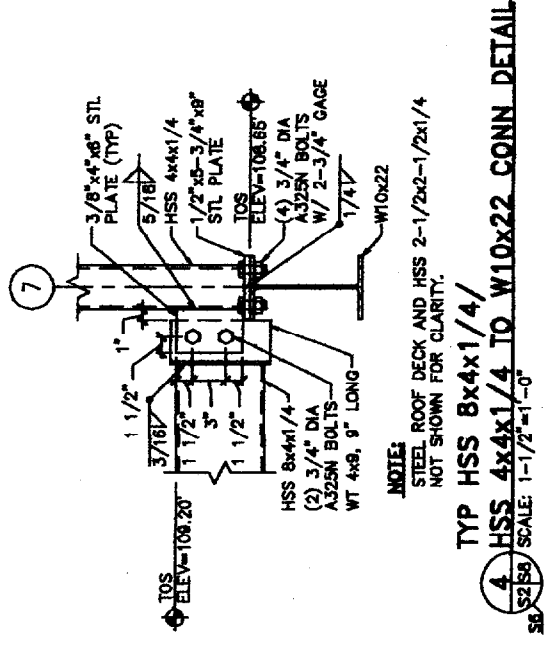 7
3/8"x4"x6" STL
PLATE (TYP)
5/16
HSS 4x4x1/4
1/2"x5-3/4"x9"
STL PLATE
TOS
ELEV=108.65'
(4) 3/4" DIA
A325N BOLTS
W/ 2-3/4" GAGE
1/4
W10x22
1"
1 1/2"
3/16
1 1/2"
3"
1 1/2"
TOS
ELEV=109.20'
HSS 8x4x1/4
(2) 3/4" DIA
A325N BOLTS
WT 4x9, 9" LONG
NOTE:
STEEL ROOF DECK AND HSS 2-1/2x2-1/2x1/4
NOT SHOWN FOR CLARITY.
TYP HSS 8x4x1/4/
4 HSS 4x4x1/4 TO W10x22 CONN DETAIL
S6 S2 S8 SCALE: 1-1/2"=1'-0"